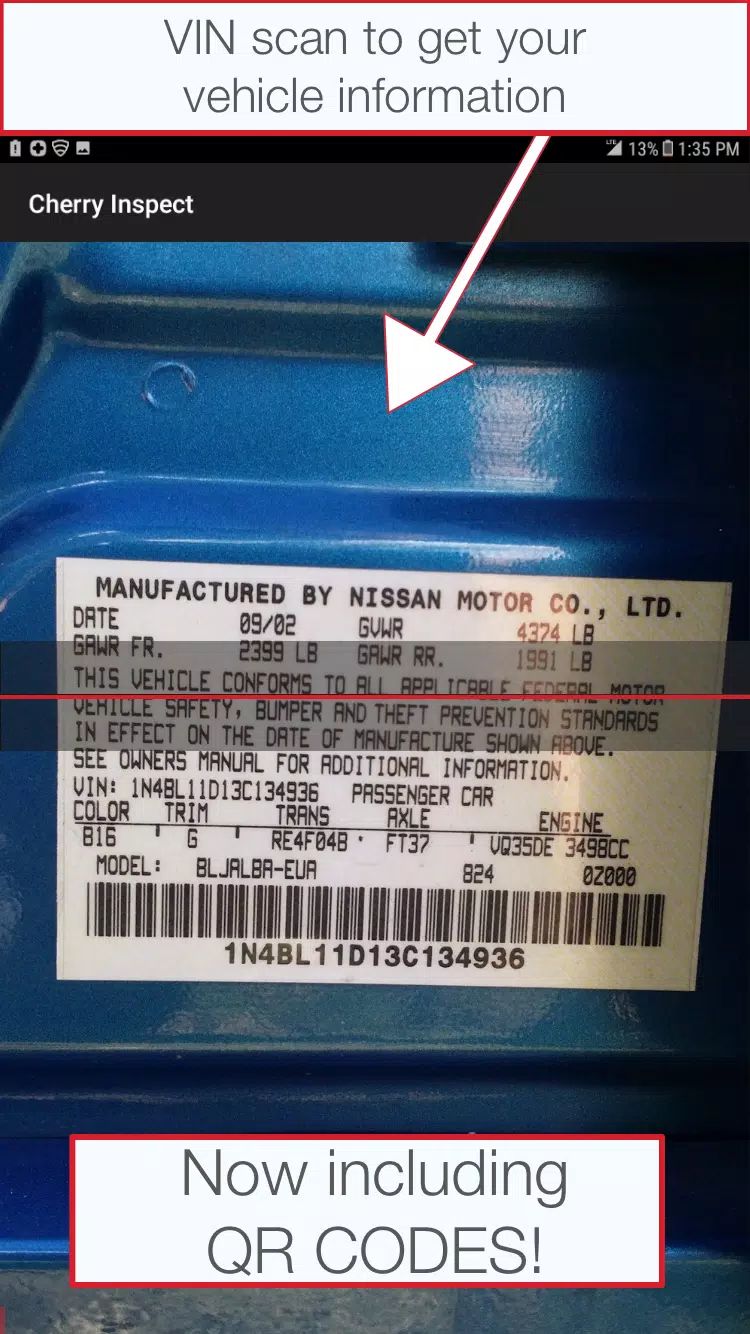 VIN scan to get your
vehicle information
LTE 13% 1:35 PM
Cherry Inspect
MANUFACTURED BY NISSAN MOTOR CO., LTD.
DATE 09/02 GVWR 4374 LB
GAWR FR. 2399 LB GAWR RR. 1991 LB
THIS VEHICLE CONFORMS TO ALL APPLICABLE FEDERAL MOTOR
VEHICLE SAFETY, BUMPER AND THEFT PREVENTION STANDARDS
IN EFFECT ON THE DATE OF MANUFACTURE SHOWN ABOVE.
SEE OWNERS MANUAL FOR ADDITIONAL INFORMATION.
VIN: 1N4BL11D13C134936 PASSENGER CAR
COLOR TRIM TRANS AXLE ENGINE
B16 G RE4F04B FT37 VQ35DE 3498CC
MODEL: BLJALBA-EUA 824 0Z000
1N4BL11D13C134936
Now including
QR CODES!